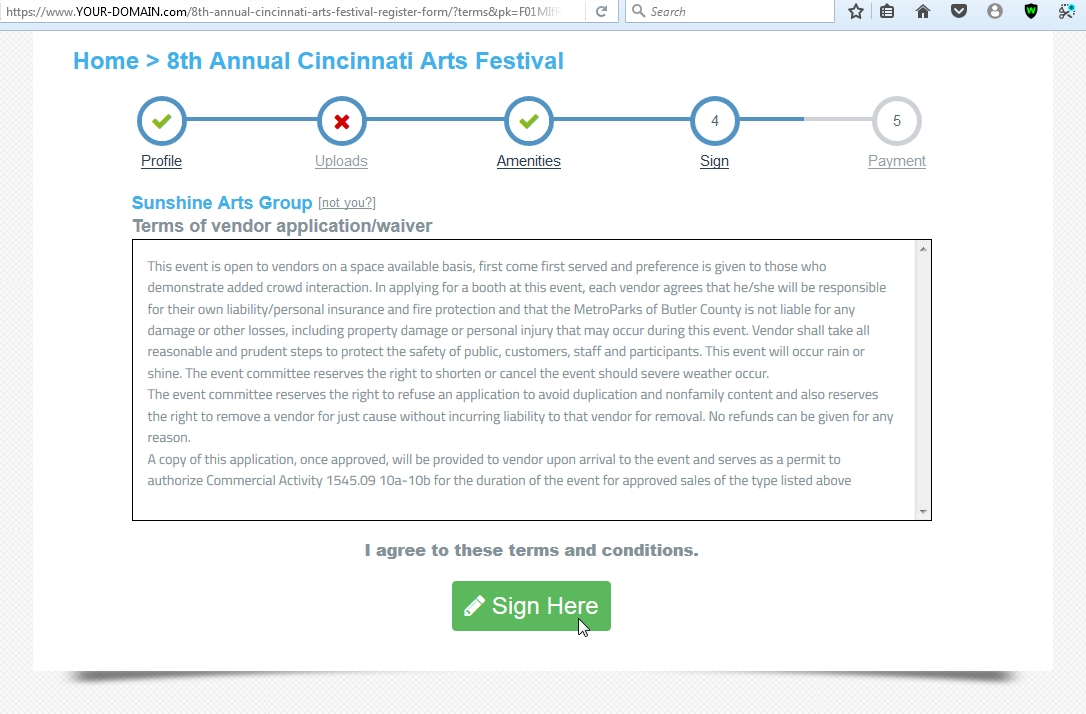 https://www.YOUR-DOMAIN.com/8th-annual-cincinnati-arts-festival-register-form/?terms&pk=F01MIfR
Search
Home > 8th Annual Cincinnati Arts Festival
4
5
Profile
Uploads
Amenities
Sign
Payment
Sunshine Arts Group [not you?]
Terms of vendor application/waiver
This event is open to vendors on a space available basis, first come first served and preference is given to those who
demonstrate added crowd interaction. In applying for a booth at this event, each vendor agrees that he/she will be responsible
for their own liability/personal insurance and fire protection and that the MetroParks of Butler County is not liable for any
damage or other losses, including property damage or personal injury that may occur during this event. Vendor shall take all
reasonable and prudent steps to protect the safety of public, customers, staff and participants. This event will occur rain or
shine. The event committee reserves the right to shorten or cancel the event should severe weather occur.
The event committee reserves the right to refuse an application to avoid duplication and nonfamily content and also reserves
the right to remove a vendor for just cause without incurring liability to that vendor for removal. No refunds can be given for any
reason.
A copy of this application, once approved, will be provided to vendor upon arrival to the event and serves as a permit to
authorize Commercial Activity 1545.09 10a-10b for the duration of the event for approved sales of the type listed above
I agree to these terms and conditions.
Sign Here